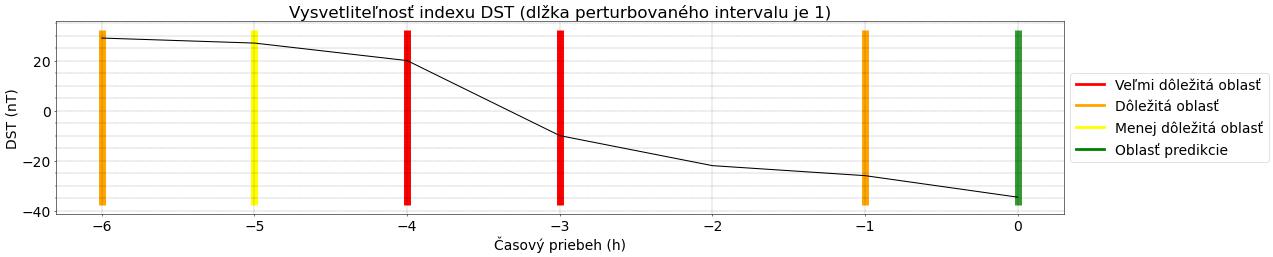 Vysvetliteľnosť indexu DST (dlžka perturbovaného intervalu je 1)
DST (nT)
20
0
−20
−40
−6 −5 −4 −3 −2 −1 0
Časový priebeh (h)
Veľmi dôležitá oblasť
Dôležitá oblasť
Menej dôležitá oblasť
Oblasť predikcie